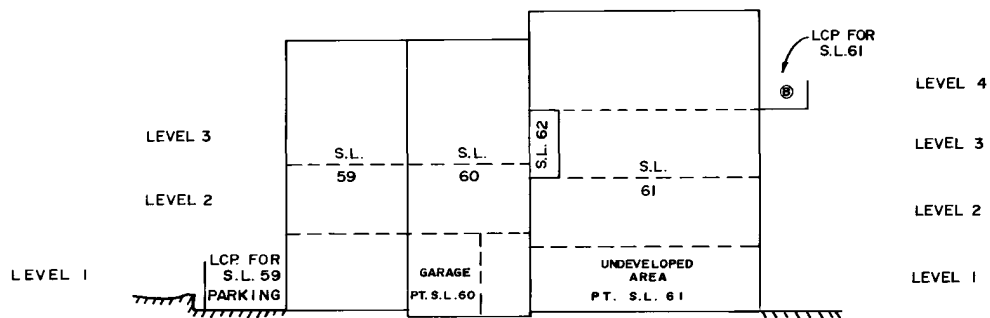 LCP FOR
S.L.61
Ⓑ
LEVEL 4
LEVEL 3
S.L. 62
LEVEL 3
S.L.
59
S.L.
60
S.L.
61
LEVEL 2
LEVEL 2
LEVEL 1
LCP FOR
S.L. 59
PARKING
GARAGE
PT. S.L. 60
UNDEVELOPED
AREA
PT. S.L. 61
LEVEL 1